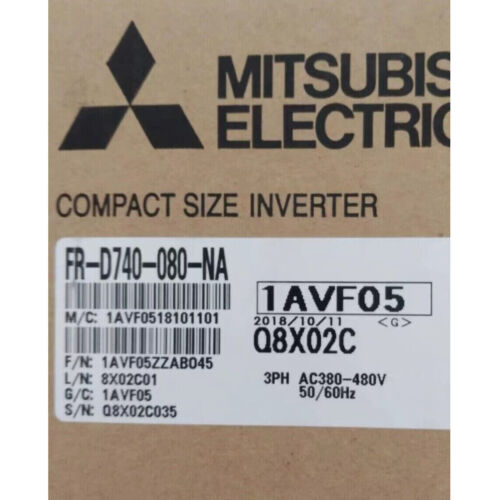 MITSUBIS
ELECTRIC
COMPACT SIZE INVERTER
FR-D740-080-NA
M/C: 1AVF0518101101
F/N: 1AVF05ZZAB045
L/N: 8X02C01
G/C: 1AVF05
S/N: Q8X02C035
1AVF05
2018/10/11 <G>
Q8X02C
3PH AC380-480V
50/60Hz